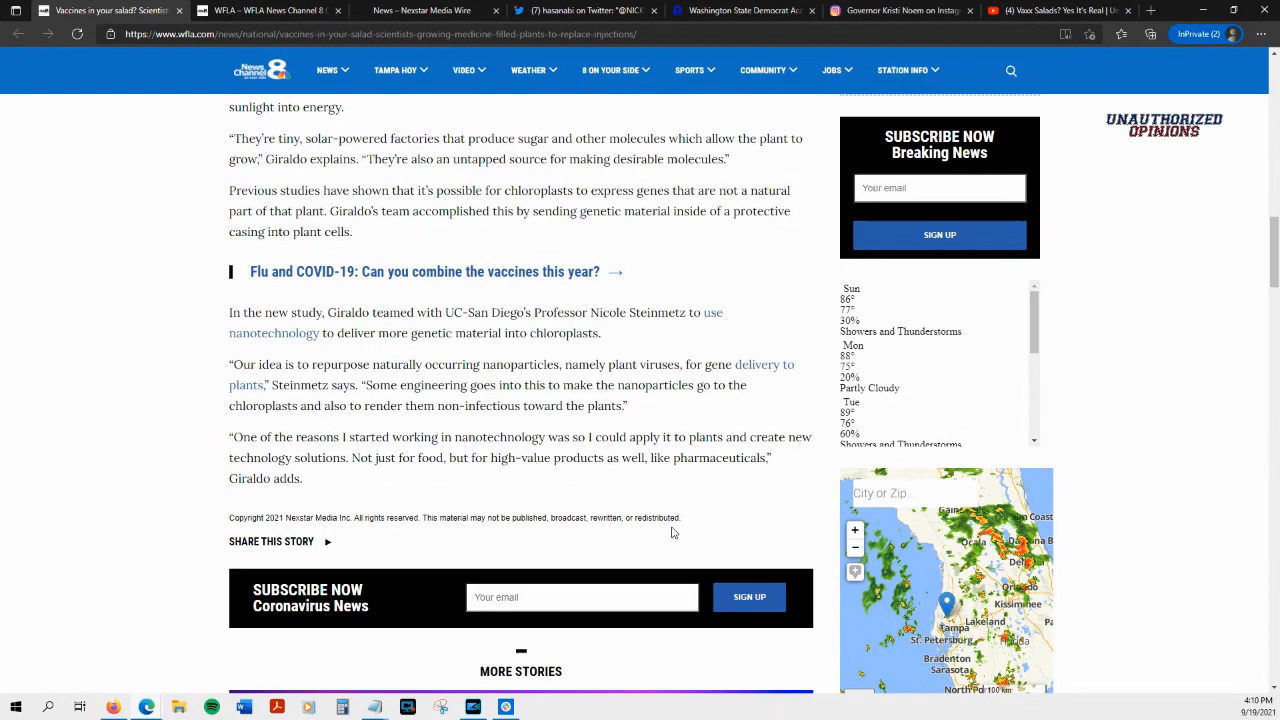 Vaccines in your salad? Scientist
WFLA – WFLA News Channel 8
News – Nexstar Media Wire
hasanabi on Twitter: "@NICK
Washington State Democrat Acc
Governor Kristi Noem on Instag
(4) Vaxx Salads? Yes It's Real | U
https://www.wfla.com/news/national/vaccines-in-your-salad-scientists-growing-medicine-filled-plants-to-replace-injections/
InPrivate (2)
News Channel 8
NEWS
TAMPA HOY
VIDEO
WEATHER
8 ON YOUR SIDE
SPORTS
COMMUNITY
JOBS
STATION INFO
sunlight into energy.
“They’re tiny, solar-powered factories that produce sugar and other molecules which allow the plant to
grow,” Giraldo explains. “They’re also an untapped source for making desirable molecules.”
Previous studies have shown that it’s possible for chloroplasts to express genes that are not a natural
part of that plant. Giraldo’s team accomplished this by sending genetic material inside of a protective
casing into plant cells.
Flu and COVID-19: Can you combine the vaccines this year? →
In the new study, Giraldo teamed with UC-San Diego’s Professor Nicole Steinmetz to use
nanotechnology to deliver more genetic material into chloroplasts.
“Our idea is to repurpose naturally occurring nanoparticles, namely plant viruses, for gene delivery to
plants,” Steinmetz says. “Some engineering goes into this to make the nanoparticles go to the
chloroplasts and also to render them non-infectious toward the plants.”
“One of the reasons I started working in nanotechnology was so I could apply it to plants and create new
technology solutions. Not just for food, but for high-value products as well, like pharmaceuticals,”
Giraldo adds.
Copyright 2021 Nexstar Media Inc. All rights reserved. This material may not be published, broadcast, rewritten, or redistributed.
SHARE THIS STORY
SUBSCRIBE NOW
Coronavirus News
Your email
SIGN UP
MORE STORIES
SUBSCRIBE NOW
Breaking News
Your email
SIGN UP
Sun
86°
77°
30%
Showers and Thunderstorms
Mon
88°
75°
20%
Partly Cloudy
Tue
89°
76°
60%
Showers and Thunderstorms
City or Zip...
+
−
Ocala
Kissimmee
Lakeland
Tampa
St. Petersburg
Bradenton
Sarasota
North Po
100 km
UNAUTHORIZED
OPINIONS
4:10 PM
9/19/2021